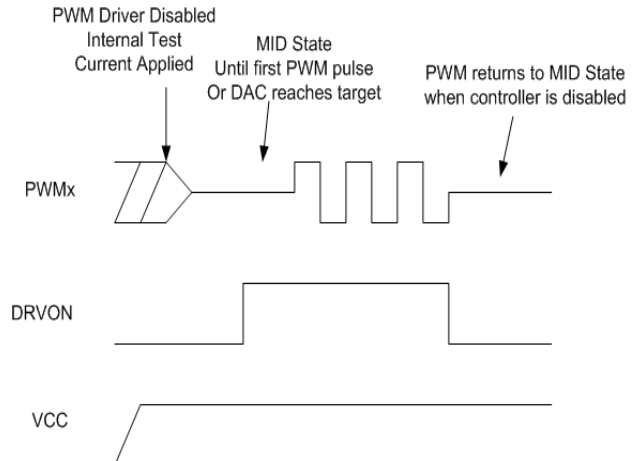 PWM Driver Disabled
Internal Test
Current Applied
MID State
Until first PWM pulse
Or DAC reaches target
PWM returns to MID State
when controller is disabled
PWMx
DRVON
VCC